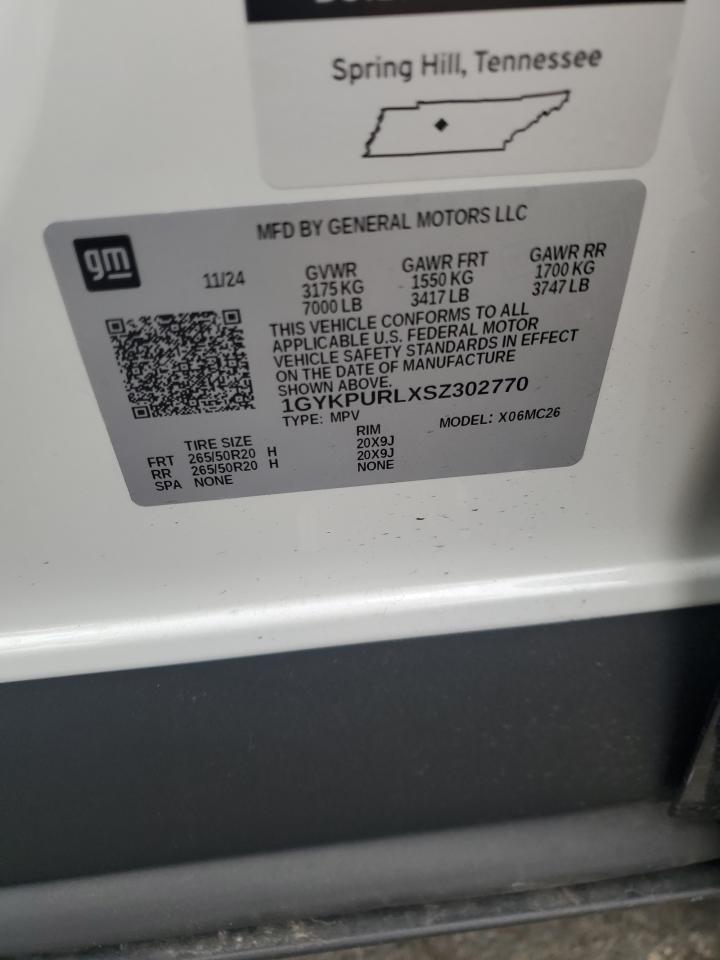 Spring Hill, Tennessee
MFD BY GENERAL MOTORS LLC
gm
11/24
GVWR
3175 KG
7000 LB
GAWR FRT
1550 KG
3417 LB
GAWR RR
1700 KG
3747 LB
THIS VEHICLE CONFORMS TO ALL
APPLICABLE U.S. FEDERAL MOTOR
VEHICLE SAFETY STANDARDS IN EFFECT
ON THE DATE OF MANUFACTURE
SHOWN ABOVE.
1GYKPURLXSZ302770
TYPE: MPV
MODEL: X06MC26
TIRE SIZE RIM
FRT 265/50R20 H 20X9J
RR 265/50R20 H 20X9J
SPA NONE NONE